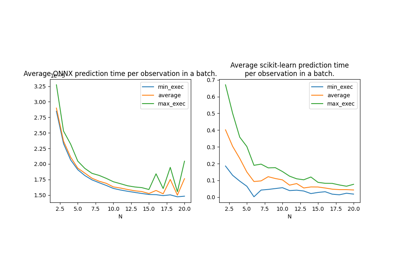 Average ONNX prediction time per observation in a batch.
min_exec
average
max_exec
3.25
3.00
2.75
2.50
2.25
2.00
1.75
1.50
2.5 5.0 7.5 10.0 12.5 15.0 17.5 20.0
N
Average scikit-learn prediction time
per observation in a batch.
min_exec
average
max_exec
0.7
0.6
0.5
0.4
0.3
0.2
0.1
0.0
2.5 5.0 7.5 10.0 12.5 15.0 17.5 20.0
N